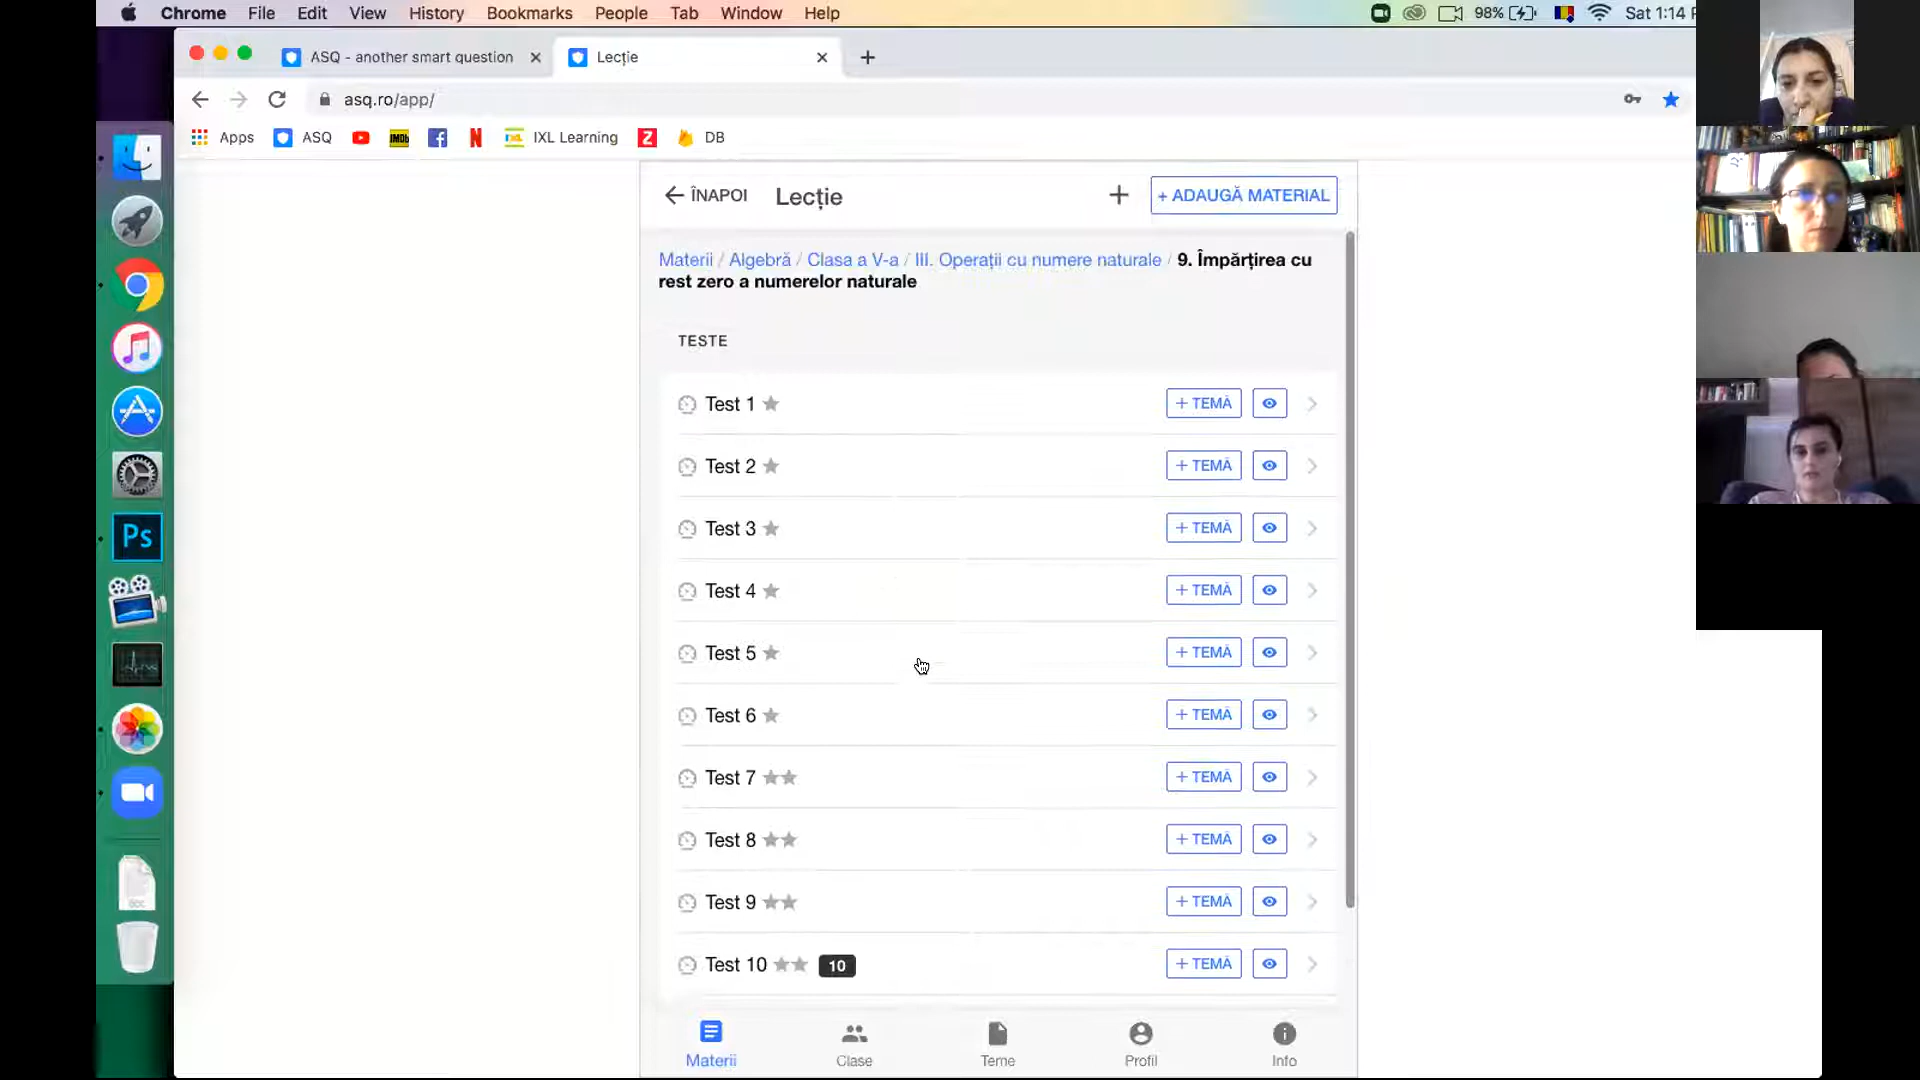 Chrome File Edit View History Bookmarks People Tab Window Help
98% Sat 1:14
ASQ - another smart question
Lecție
asq.ro/app/
Apps ASQ IMDb N IXL Learning Z DB
ÎNAPOI Lecție + ADAUGĂ MATERIAL
Materii / Algebră / Clasa a V-a / III. Operații cu numere naturale / 9. Împărțirea cu
rest zero a numerelor naturale
TESTE
Test 1 + TEMĂ
Test 2 + TEMĂ
Test 3 + TEMĂ
Test 4 + TEMĂ
Test 5 + TEMĂ
Test 6 + TEMĂ
Test 7 + TEMĂ
Test 8 + TEMĂ
Test 9 + TEMĂ
Test 10 10 + TEMĂ
Materii Clase Teme Profil Info
Ps